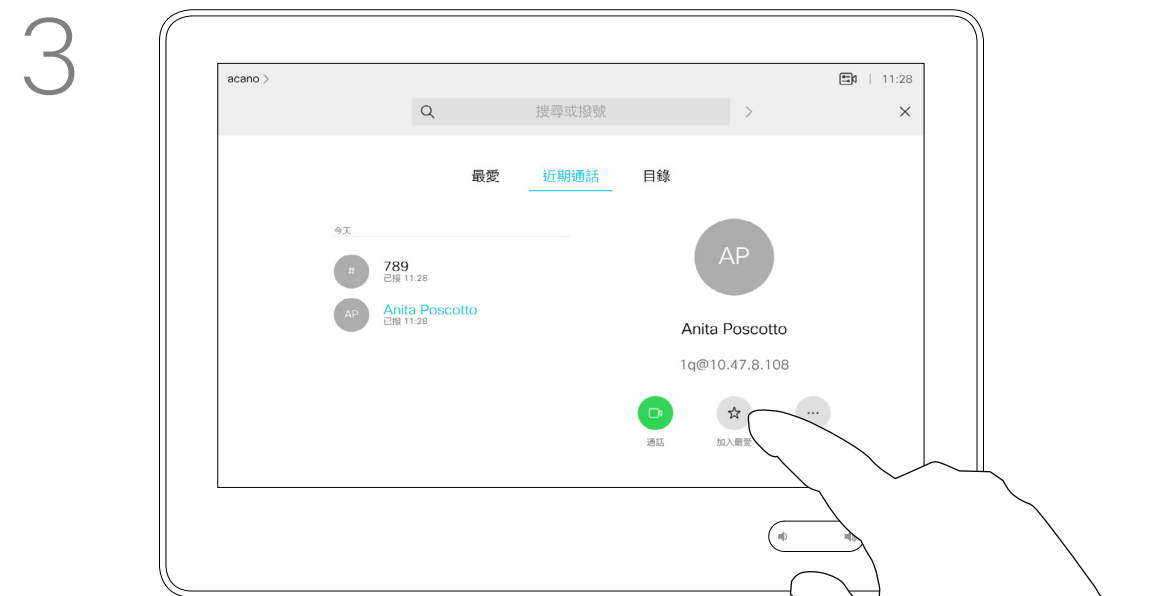 3
acano >
11:28
搜尋或撥號
最愛 近期通話 目錄
今天
# 789
已接 11:28
AP Anita Poscotto
已撥 11:28
AP
Anita Poscotto
1q@10.47.8.108
通話 加入最愛